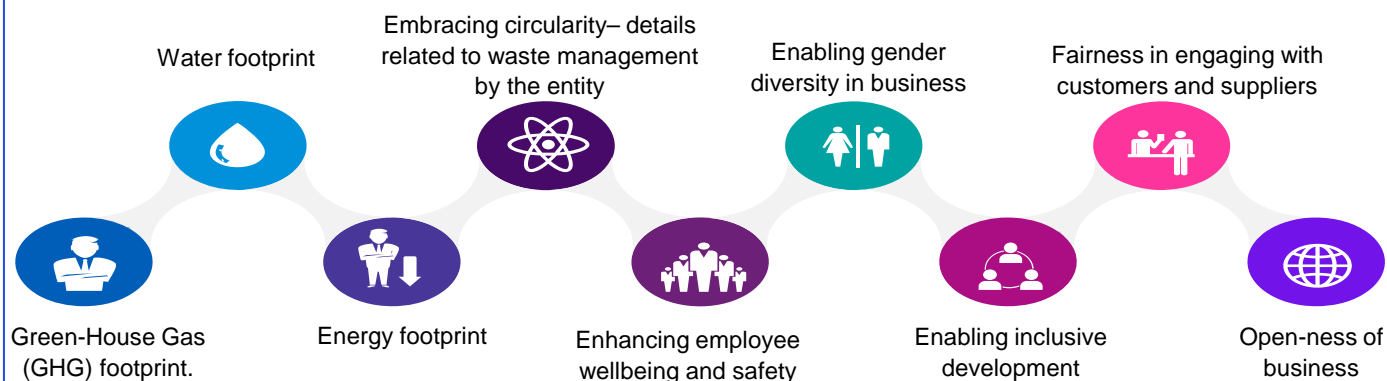 Green-House Gas
(GHG) footprint.
Water footprint
Energy footprint
Embracing circularity– details
related to waste management
by the entity
Enhancing employee
wellbeing and safety
Enabling gender
diversity in business
Enabling inclusive
development
Fairness in engaging with
customers and suppliers
Open-ness of
business